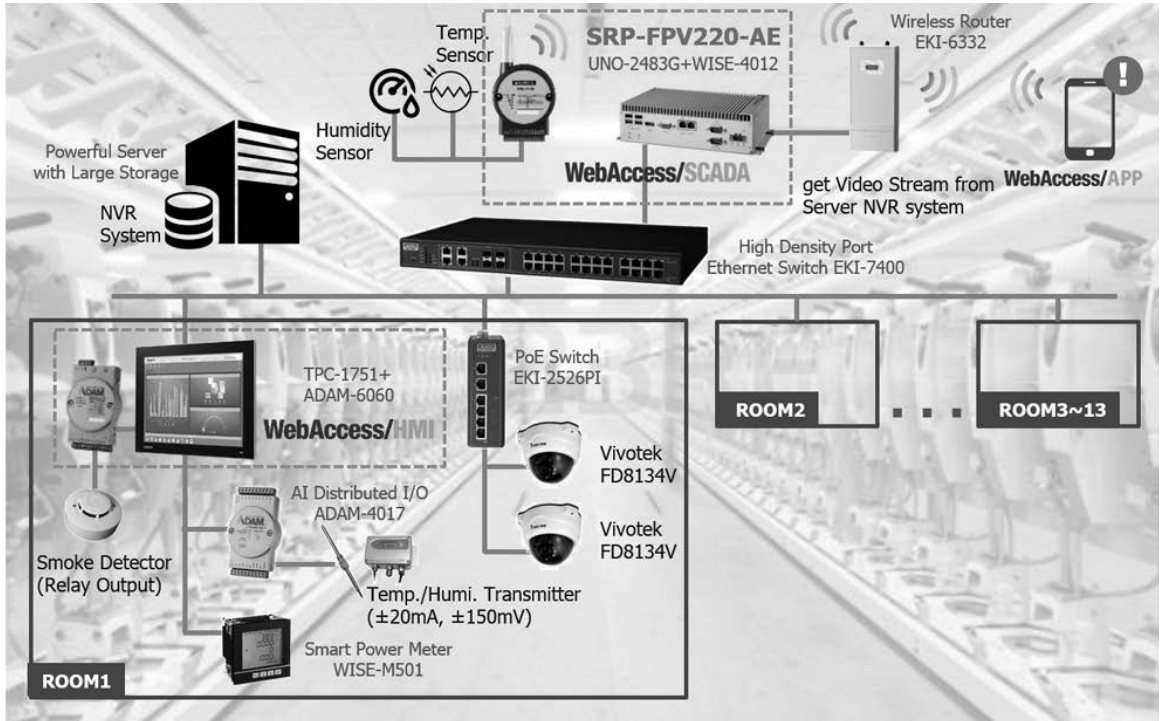 Wireless Router
EKI-6332
Temp.
Sensor
SRP-FPV220-AE
UNO-2483G+WISE-4012
!
Humidity
Sensor
Powerful Server
with Large Storage
WebAccess/SCADA
get Video Stream from
Server NVR system
WebAccess/APP
NVR
System
High Density Port
Ethernet Switch EKI-7400
TPC-1751+
ADAM-6060
PoE Switch
EKI-2526PI
ADAM
WebAccess/HMI
ROOM2
ROOM3~13
Vivotek
FD8134V
AI Distributed I/O
ADAM-4017
ADAM
Vivotek
FD8134V
Smoke Detector
(Relay Output)
Temp./Humi. Transmitter
(±20mA, ±150mV)
Smart Power Meter
WISE-M501
ROOM1